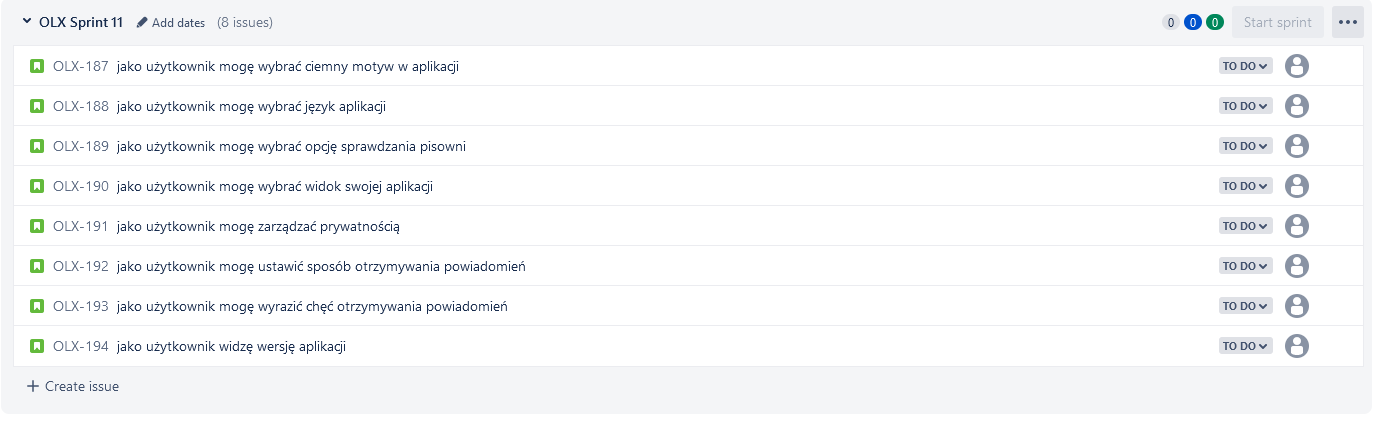 OLX Sprint 11 Add dates (8 issues) 0 0 0 Start sprint
OLX-187 jako użytkownik mogę wybrać ciemny motyw w aplikacji TO DO
OLX-188 jako użytkownik mogę wybrać język aplikacji TO DO
OLX-189 jako użytkownik mogę wybrać opcję sprawdzania pisowni TO DO
OLX-190 jako użytkownik mogę wybrać widok swojej aplikacji TO DO
OLX-191 jako użytkownik mogę zarządzać prywatnością TO DO
OLX-192 jako użytkownik mogę ustawić sposób otrzymywania powiadomień TO DO
OLX-193 jako użytkownik mogę wyrazić chęć otrzymywania powiadomień TO DO
OLX-194 jako użytkownik widzę wersję aplikacji TO DO
+ Create issue